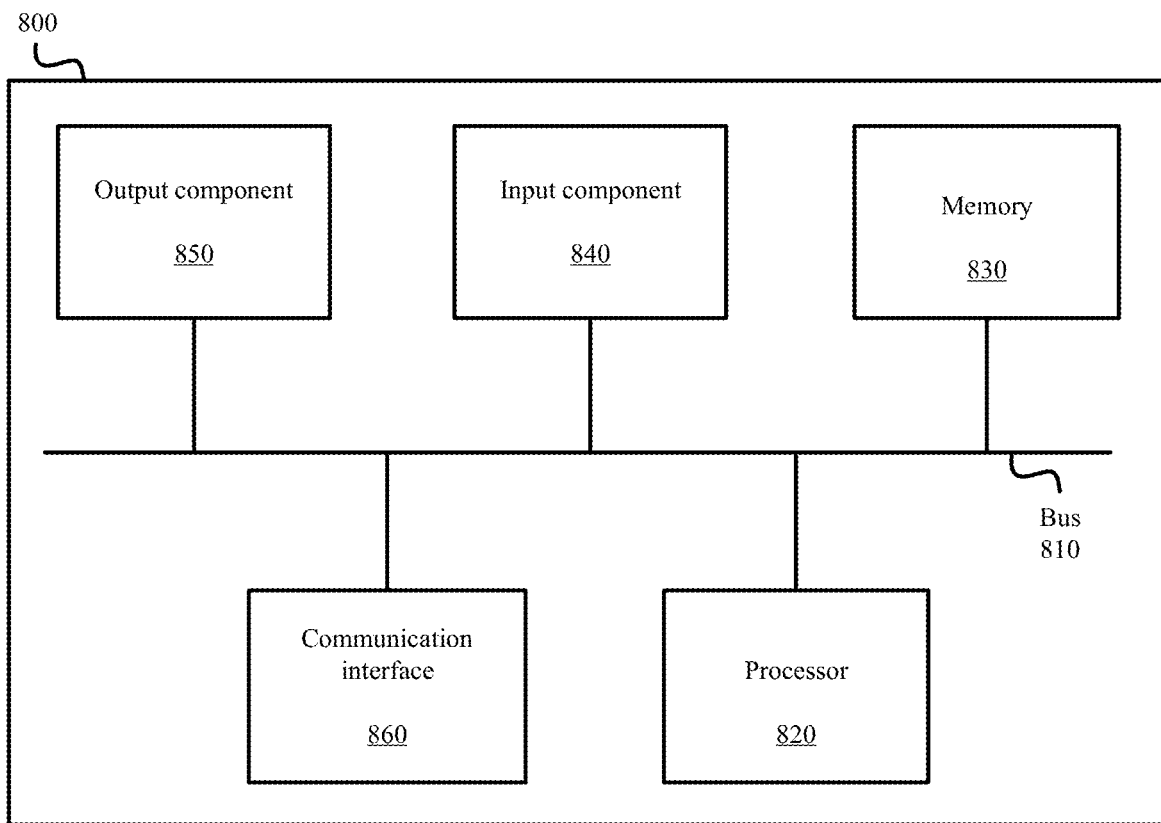 800
Output component
850
Input component
840
Memory
830
Bus
810
Communication
interface
860
Processor
820